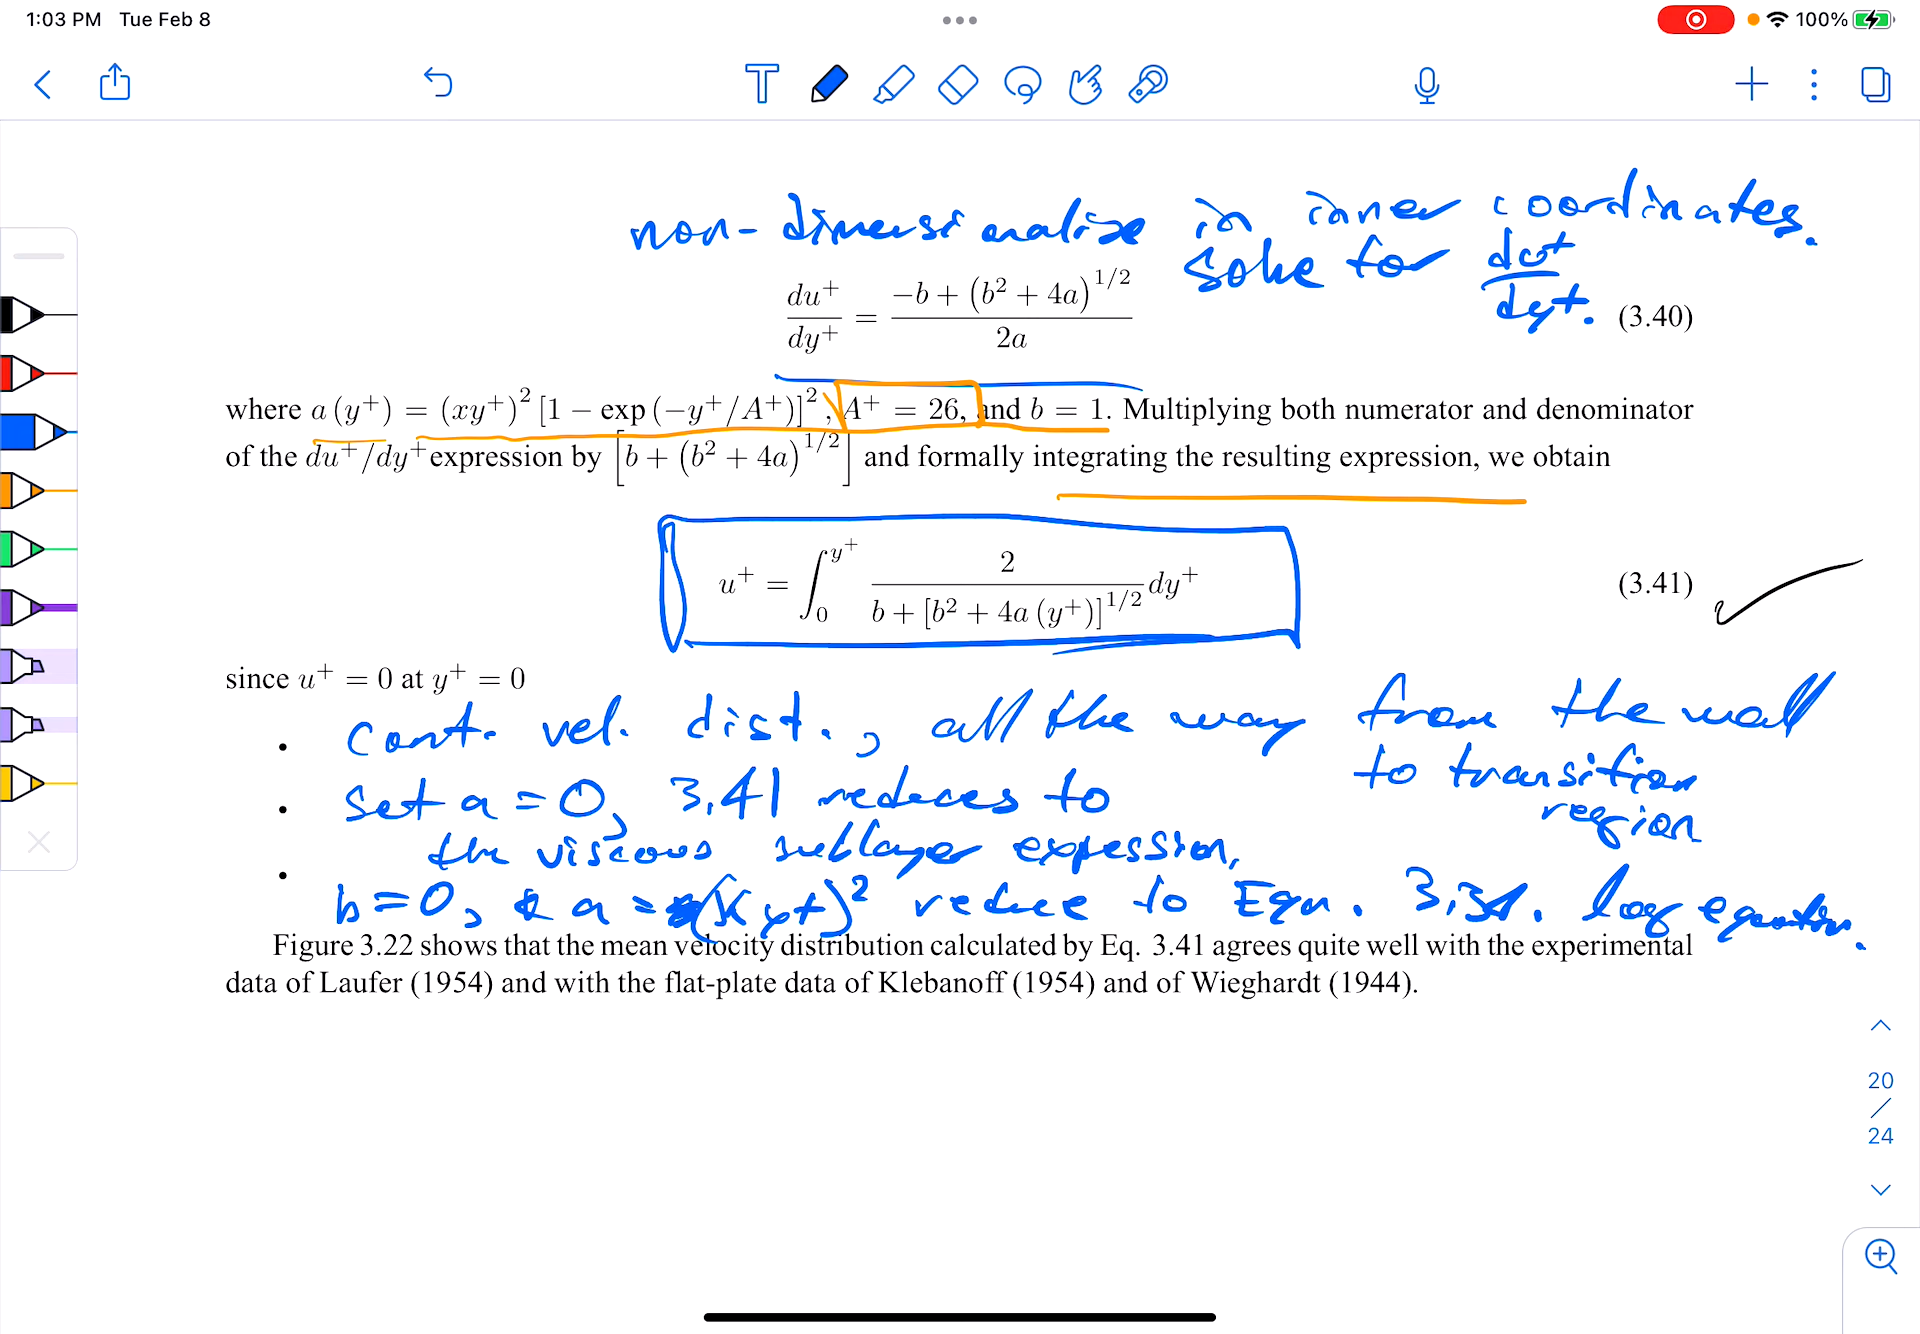 1:03 PM Tue Feb 8
100%
non-dimensionalize in inner coordinates.
solve for du+/dy+.
du⁺/dy⁺ = (−b + (b² + 4a)^{1/2}) / 2a (3.40)
where a (y⁺) = (xy⁺)² [1 − exp (−y⁺/A⁺)]², A⁺ = 26, and b = 1. Multiplying both numerator and denominator
of the du⁺/dy⁺expression by [b + (b² + 4a)^{1/2}] and formally integrating the resulting expression, we obtain
u⁺ = ∫₀^{y⁺} 2 / (b + [b² + 4a (y⁺)]^{1/2}) dy⁺ (3.41)
since u⁺ = 0 at y⁺ = 0
• cont. vel. dist., all the way from the wall
to transition
region
• set a = 0, 3.41 reduces to
the viscous sublayer expession,
• b = 0, & a = (κy+)² reduce to Eqn. log equation.
Figure 3.22 shows that the mean velocity distribution calculated by Eq. 3.41 agrees quite well with the experimental
data of Laufer (1954) and with the flat-plate data of Klebanoff (1954) and of Wieghardt (1944).
20
/
24